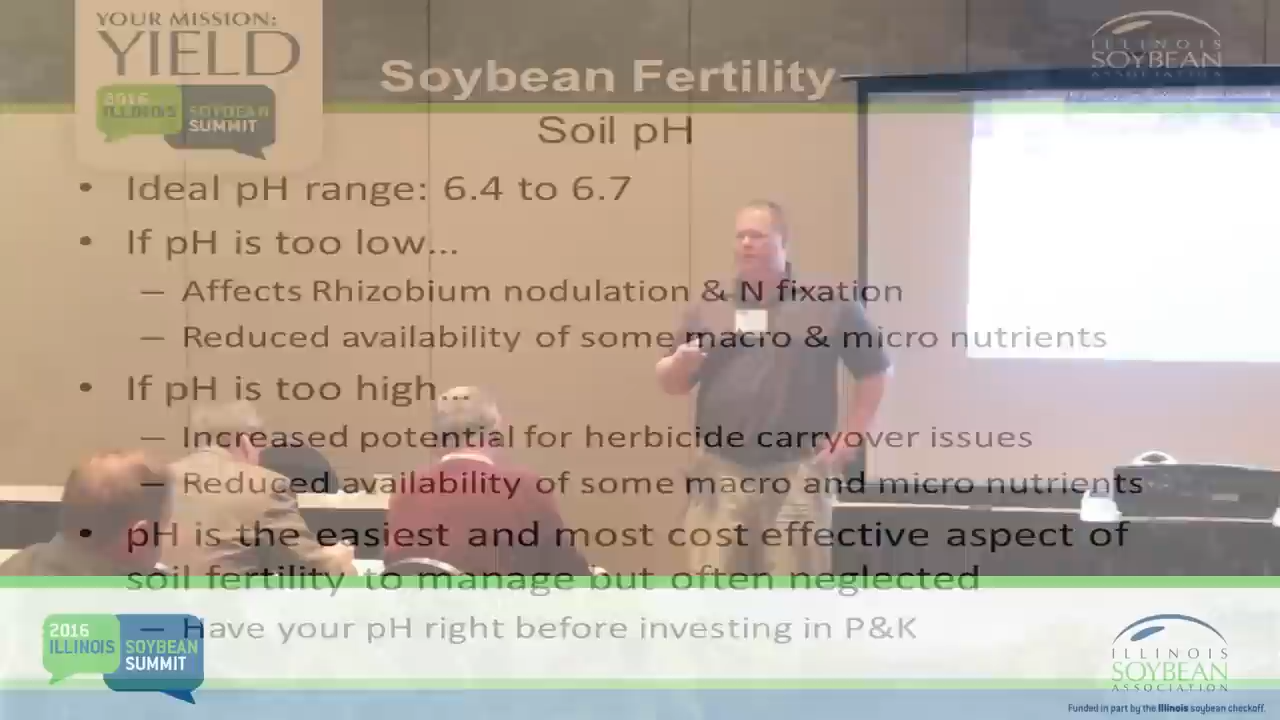 YOUR MISSION:
YIELD
2016
ILLINOIS SOYBEAN
SUMMIT
ILLINOIS
SOYBEAN
ASSOCIATION
Soybean Fertility
Soil pH
• Ideal pH range: 6.4 to 6.7
• If pH is too low...
– Affects Rhizobium nodulation & N fixation
– Reduced availability of some macro & micro nutrients
• If pH is too high...
– Increased potential for herbicide carryover issues
– Reduced availability of some macro and micro nutrients
• pH is the easiest and most cost effective aspect of
soil fertility to manage but often neglected
– Have your pH right before investing in P&K
2016
ILLINOIS SOYBEAN
SUMMIT
ILLINOIS
SOYBEAN
ASSOCIATION
Funded in part by the Illinois soybean checkoff.